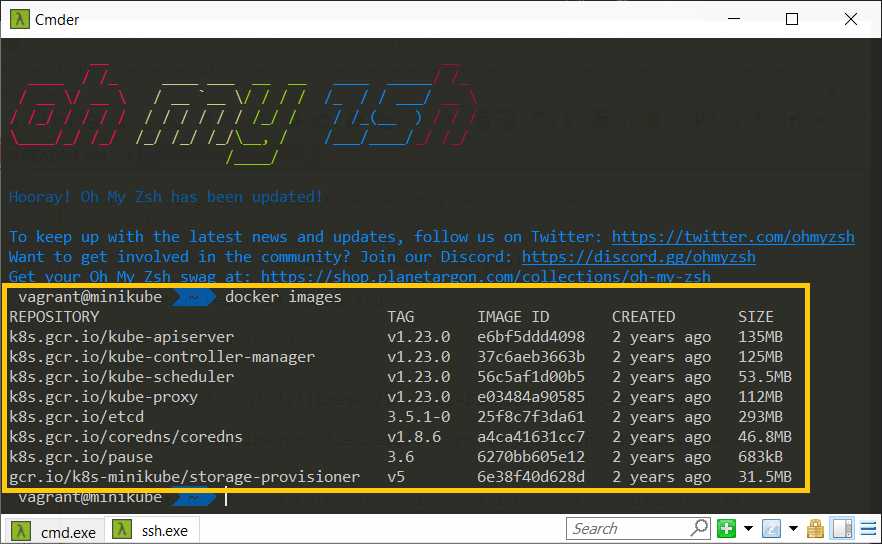 Cmder
oh my zsh
Hooray! Oh My Zsh has been updated!
To keep up with the latest news and updates, follow us on Twitter: https://twitter.com/ohmyzsh
Want to get involved in the community? Join our Discord: https://discord.gg/ohmyzsh
Get your Oh My Zsh swag at: https://shop.planetargon.com/collections/oh-my-zsh
vagrant@minikube ~ docker images
REPOSITORY TAG IMAGE ID CREATED SIZE
k8s.gcr.io/kube-apiserver v1.23.0 e6bf5ddd4098 2 years ago 135MB
k8s.gcr.io/kube-controller-manager v1.23.0 37c6aeb3663b 2 years ago 125MB
k8s.gcr.io/kube-scheduler v1.23.0 56c5af1d00b5 2 years ago 53.5MB
k8s.gcr.io/kube-proxy v1.23.0 e03484a90585 2 years ago 112MB
k8s.gcr.io/etcd 3.5.1-0 25f8c7f3da61 2 years ago 293MB
k8s.gcr.io/coredns/coredns v1.8.6 a4ca41631cc7 2 years ago 46.8MB
k8s.gcr.io/pause 3.6 6270bb605e12 2 years ago 683kB
gcr.io/k8s-minikube/storage-provisioner v5 6e38f40d628d 2 years ago 31.5MB
vagrant@minikube ~
cmd.exe ssh.exe Search